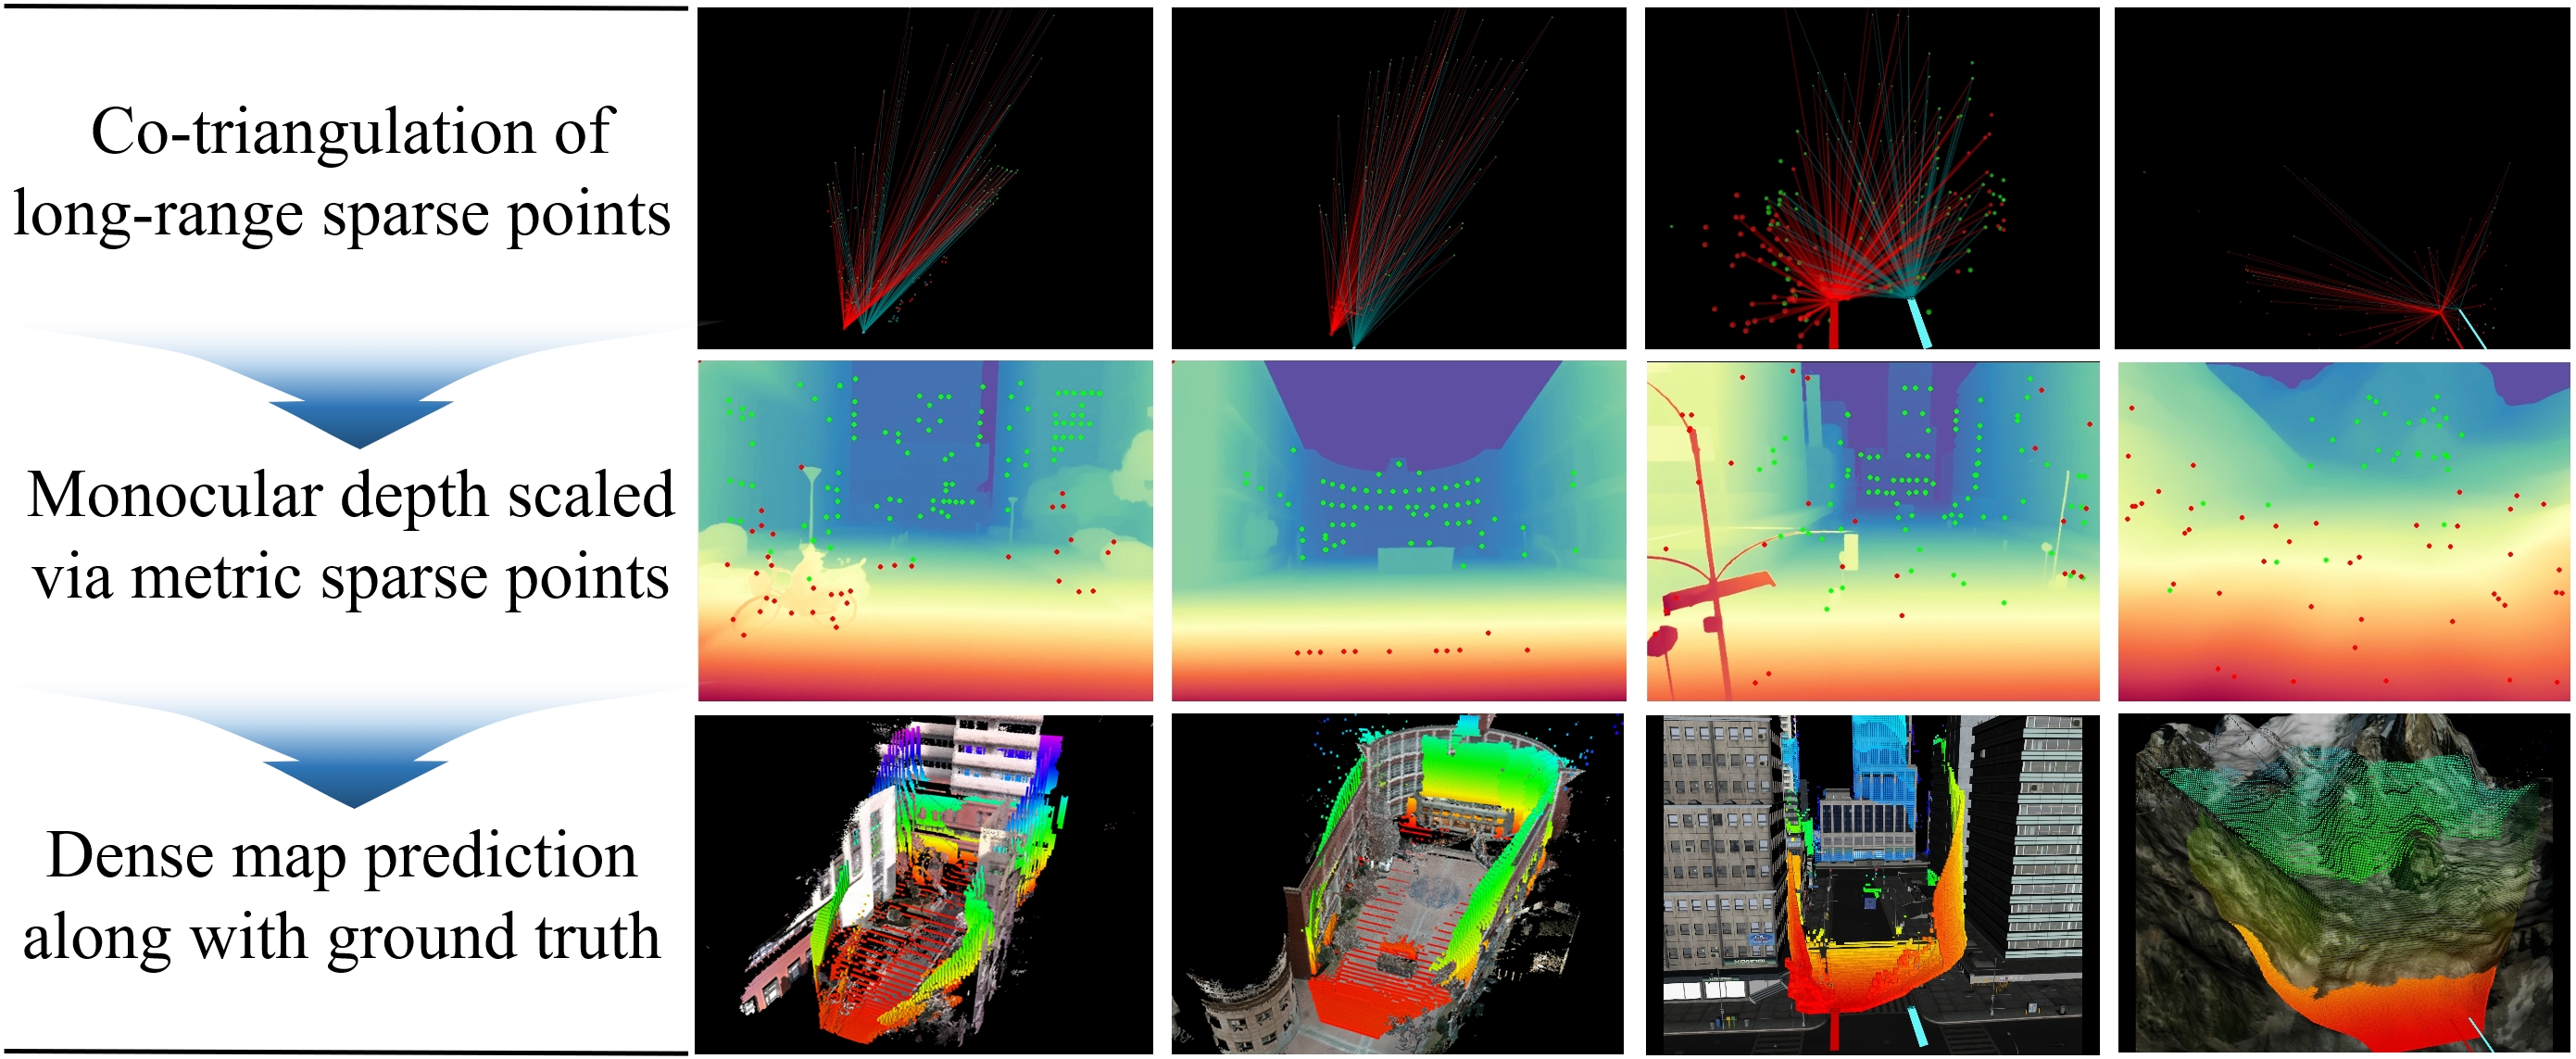 Co-triangulation of
long-range sparse points
Monocular depth scaled
via metric sparse points
Dense map prediction
along with ground truth